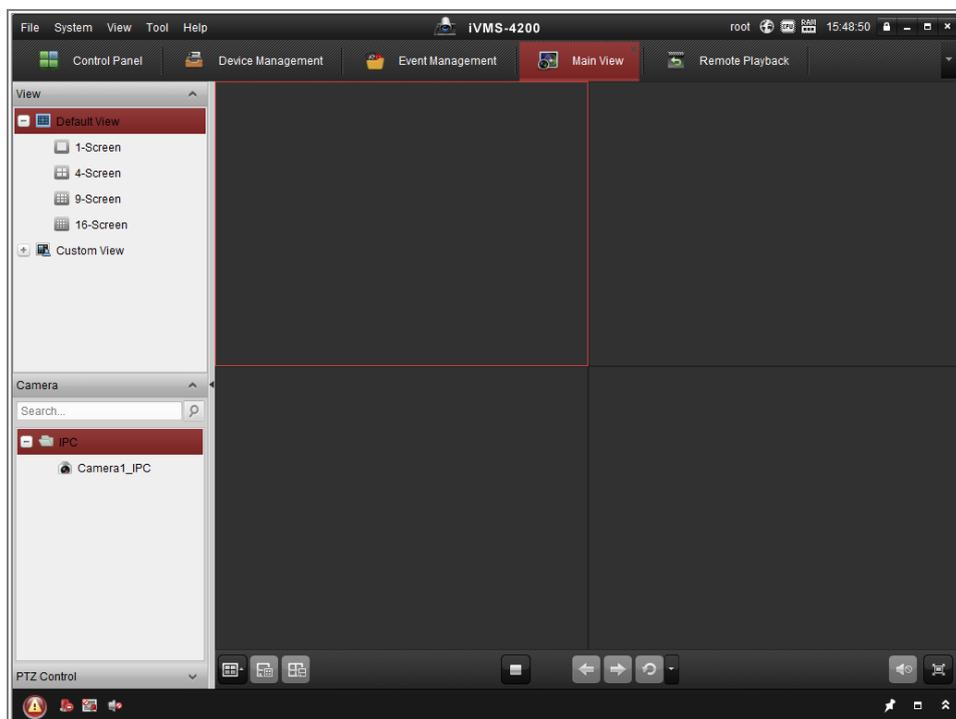 File System View Tool Help iVMS-4200 root CPU RAM 15:48:50
Control Panel Device Management Event Management Main View Remote Playback
View
Default View
1-Screen
4-Screen
9-Screen
16-Screen
Custom View
Camera
Search...
IPC
Camera1_IPC
PTZ Control